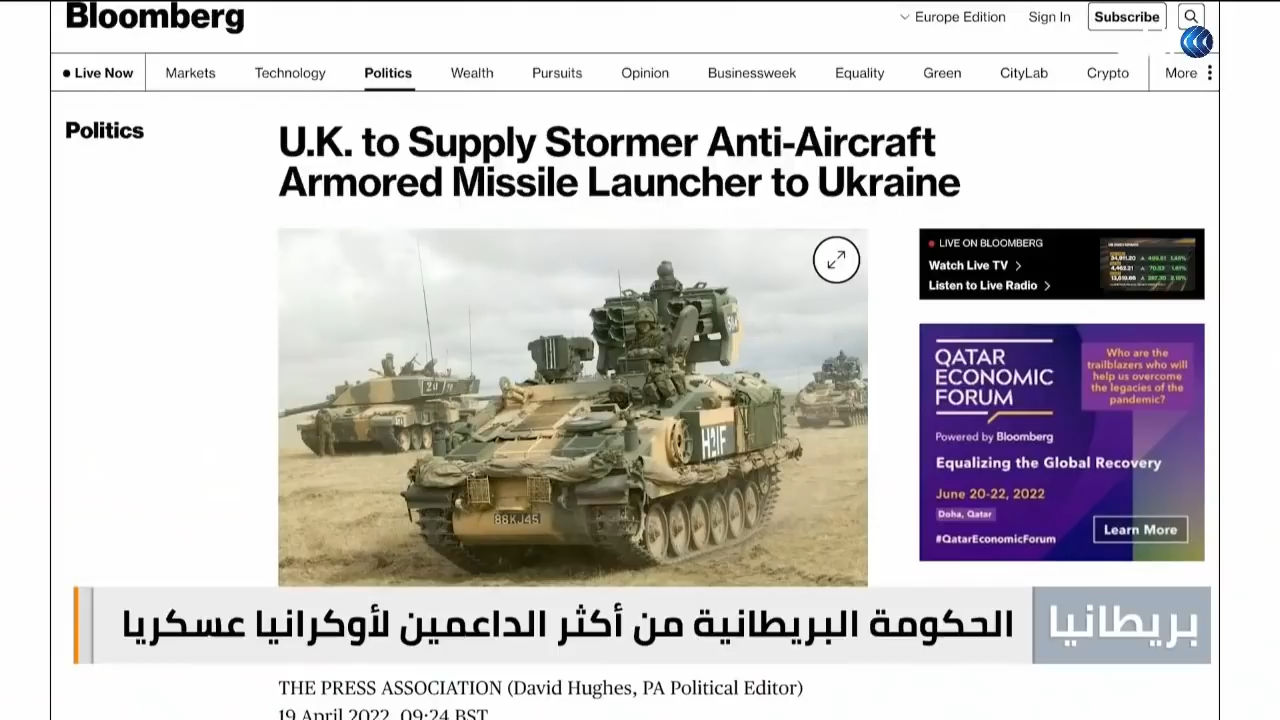 Bloomberg
Europe Edition
Sign In
Subscribe
Live Now
Markets
Technology
Politics
Wealth
Pursuits
Opinion
Businessweek
Equality
Green
CityLab
Crypto
More
Politics
U.K. to Supply Stormer Anti-Aircraft
Armored Missile Launcher to Ukraine
LIVE ON BLOOMBERG
Watch Live TV
Listen to Live Radio
H21F
88KJ45
QATAR
ECONOMIC
FORUM
Who are the
trailblazers who will
help us overcome
the legacies of the
pandemic?
Powered by Bloomberg
Equalizing the Global Recovery
June 20-22, 2022
Doha, Qatar
#QatarEconomicForum
Learn More
بريطانيا
الحكومة البريطانية من أكثر الداعمين لأوكرانيا عسكريا
THE PRESS ASSOCIATION (David Hughes, PA Political Editor)
19 April 2022, 09:24 BST